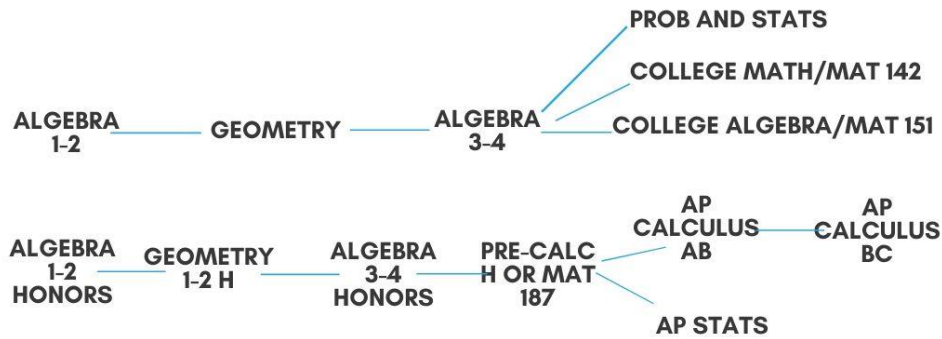 PROB AND STATS
COLLEGE MATH/MAT 142
ALGEBRA
1-2
GEOMETRY
ALGEBRA
3-4
COLLEGE ALGEBRA/MAT 151
ALGEBRA
1-2
HONORS
GEOMETRY
1-2 H
ALGEBRA
3-4
HONORS
PRE-CALC
H OR MAT
187
AP
CALCULUS
AB
AP
CALCULUS
BC
AP STATS